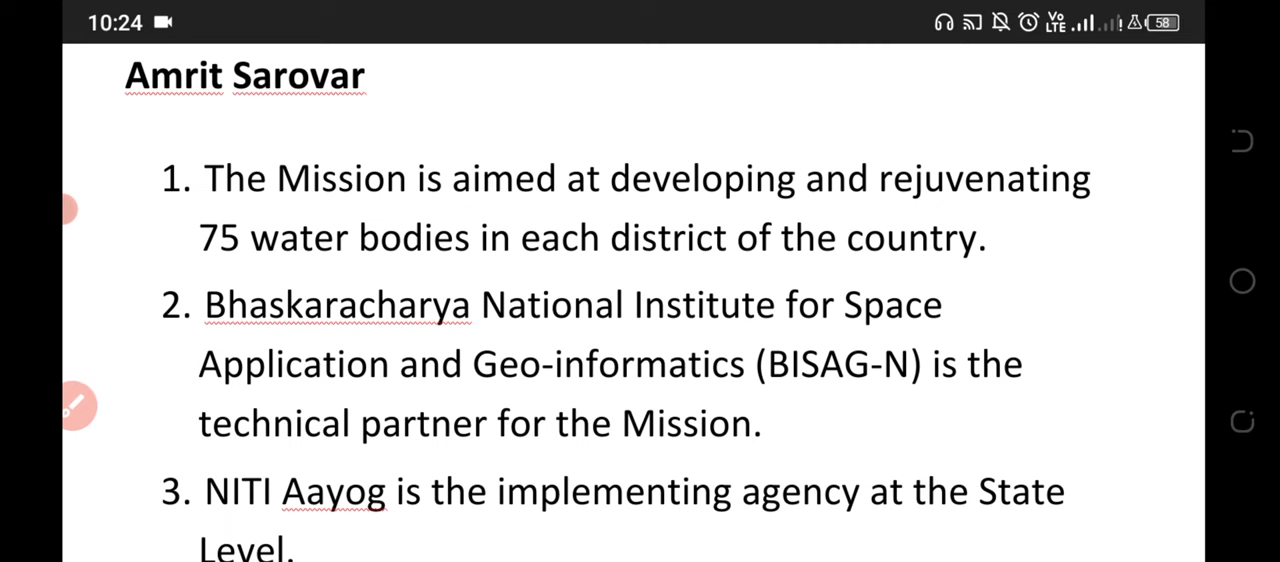 10:24
Vo
LTE
58
Amrit Sarovar
1. The Mission is aimed at developing and rejuvenating
75 water bodies in each district of the country.
2. Bhaskaracharya National Institute for Space
Application and Geo-informatics (BISAG-N) is the
technical partner for the Mission.
3. NITI Aayog is the implementing agency at the State
Level.